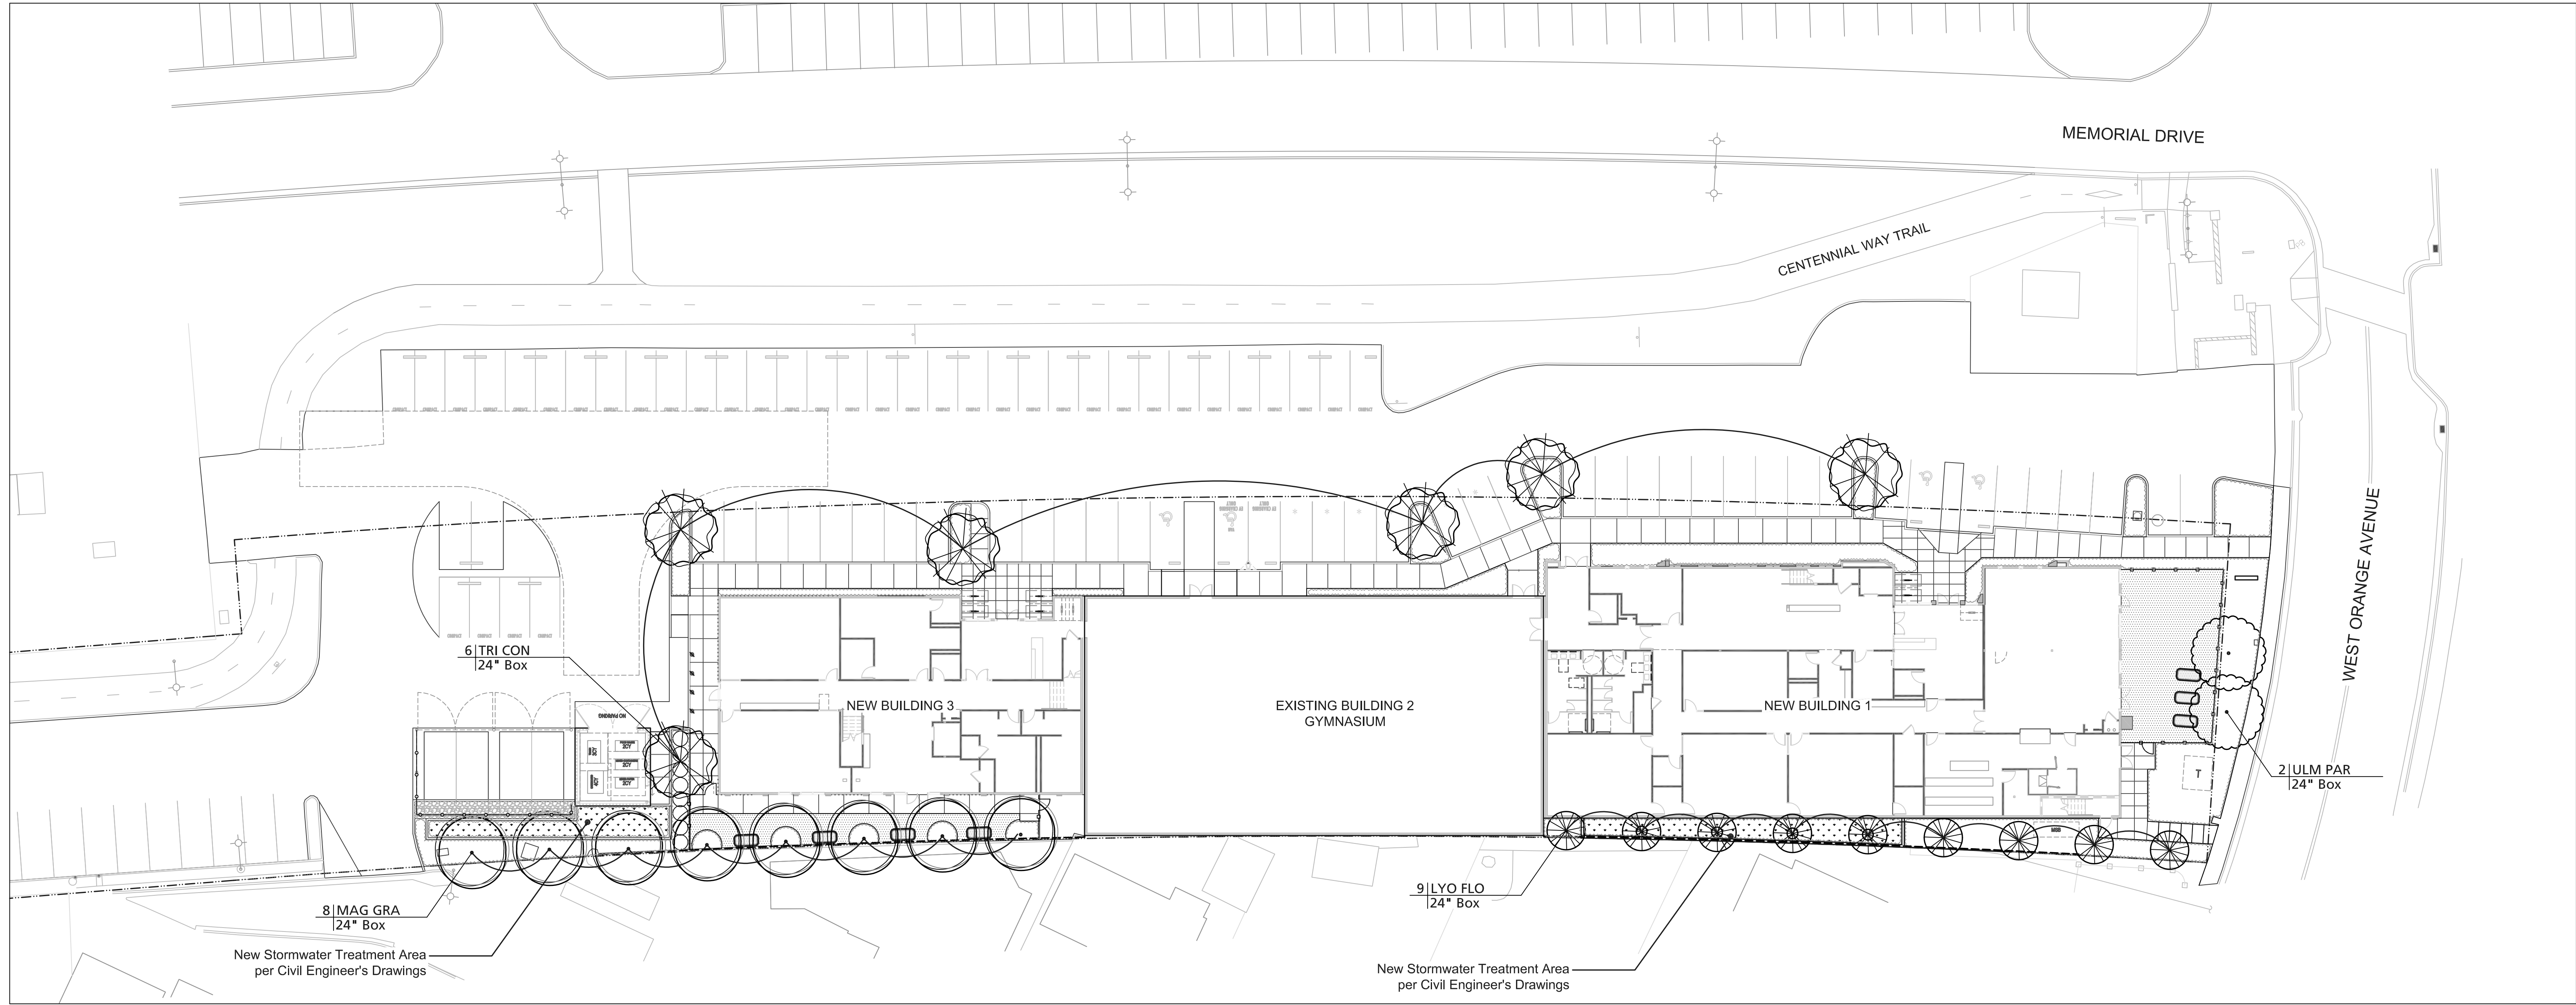 MEMORIAL DRIVE
CENTENNIAL WAY TRAIL
WEST ORANGE AVENUE
6 TRI CON
24" Box
NO PARKING
NEW BUILDING 3
EXISTING BUILDING 2
GYMNASIUM
NEW BUILDING 1
T
2 ULM PAR
24" Box
8 MAG GRA
24" Box
9 LYO FLO
24" Box
New Stormwater Treatment Area
per Civil Engineer's Drawings
New Stormwater Treatment Area
per Civil Engineer's Drawings